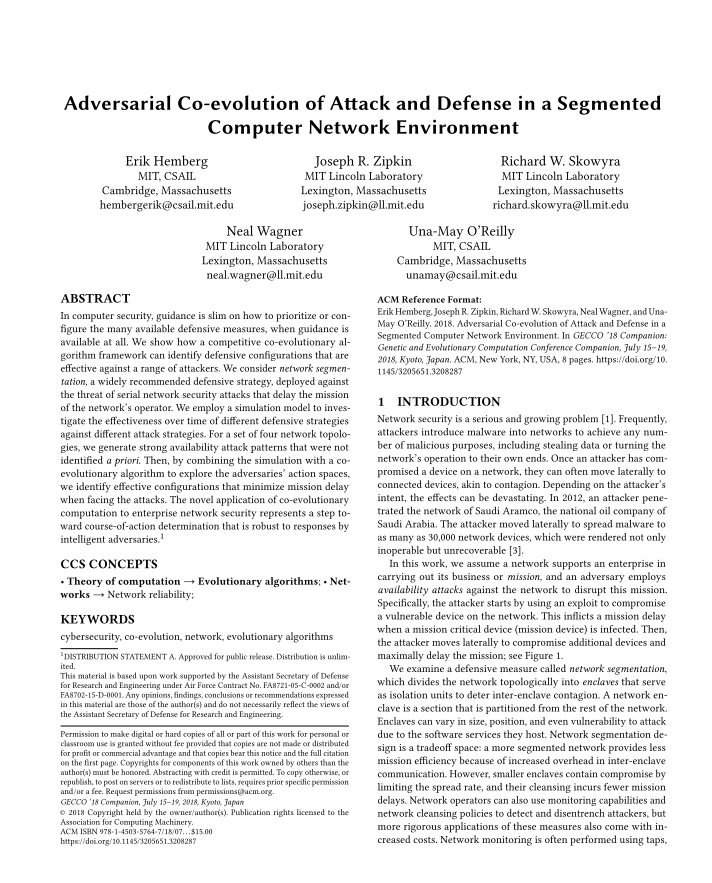 Adversarial Co-evolution of Attack and Defense in a Segmented
Computer Network Environment
Erik Hemberg
MIT, CSAIL
Cambridge, Massachusetts
hembergerik@csail.mit.edu
Joseph R. Zipkin
MIT Lincoln Laboratory
Lexington, Massachusetts
joseph.zipkin@ll.mit.edu
Richard W. Skowyra
MIT Lincoln Laboratory
Lexington, Massachusetts
richard.skowyra@ll.mit.edu
Neal Wagner
MIT Lincoln Laboratory
Lexington, Massachusetts
neal.wagner@ll.mit.edu
Una-May O'Reilly
MIT, CSAIL
Cambridge, Massachusetts
unamay@csail.mit.edu
ABSTRACT
In computer security, guidance is slim on how to prioritize or con-
figure the many available defensive measures, when guidance is
available at all. We show how a competitive co-evolutionary al-
gorithm framework can identify defensive configurations that are
effective against a range of attackers. We consider network segmen-
tation, a widely recommended defensive strategy, deployed against
the threat of serial network security attacks that delay the mission
of the network's operator. We employ a simulation model to inves-
tigate the effectiveness over time of different defensive strategies
against different attack strategies. For a set of four network topolo-
gies, we generate strong availability attack patterns that were not
identified a priori. Then, by combining the simulation with a co-
evolutionary algorithm to explore the adversaries' action spaces,
we identify effective configurations that minimize mission delay
when facing the attacks. The novel application of co-evolutionary
computation to enterprise network security represents a step to-
ward course-of-action determination that is robust to responses by
intelligent adversaries.1
CCS CONCEPTS
• Theory of computation → Evolutionary algorithms; • Net-
works → Network reliability;
KEYWORDS
cybersecurity, co-evolution, network, evolutionary algorithms
1DISTRIBUTION STATEMENT A. Approved for public release. Distribution is unlim-
ited.
This material is based upon work supported by the Assistant Secretary of Defense
for Research and Engineering under Air Force Contract No. FA8721-05-C-0002 and/or
FA8702-15-D-0001. Any opinions, findings, conclusions or recommendations expressed
in this material are those of the author(s) and do not necessarily reflect the views of
the Assistant Secretary of Defense for Research and Engineering.
Permission to make digital or hard copies of all or part of this work for personal or
classroom use is granted without fee provided that copies are not made or distributed
for profit or commercial advantage and that copies bear this notice and the full citation
on the first page. Copyrights for components of this work owned by others than the
author(s) must be honored. Abstracting with credit is permitted. To copy otherwise, or
republish, to post on servers or to redistribute to lists, requires prior specific permission
and/or a fee. Request permissions from permissions@acm.org.
GECCO '18 Companion, July 15–19, 2018, Kyoto, Japan
© 2018 Copyright held by the owner/author(s). Publication rights licensed to the
Association for Computing Machinery.
ACM ISBN 978-1-4503-5764-7/18/07...$15.00
https://doi.org/10.1145/3205651.3208287
ACM Reference Format:
Erik Hemberg, Joseph R. Zipkin, Richard W. Skowyra, Neal Wagner, and Una-
May O'Reilly. 2018. Adversarial Co-evolution of Attack and Defense in a
Segmented Computer Network Environment. In GECCO '18 Companion:
Genetic and Evolutionary Computation Conference Companion, July 15–19,
2018, Kyoto, Japan. ACM, New York, NY, USA, 8 pages. https://doi.org/10.
1145/3205651.3208287
1 INTRODUCTION
Network security is a serious and growing problem [1]. Frequently,
attackers introduce malware into networks to achieve any num-
ber of malicious purposes, including stealing data or turning the
network's operation to their own ends. Once an attacker has com-
promised a device on a network, they can often move laterally to
connected devices, akin to contagion. Depending on the attacker's
intent, the effects can be devastating. In 2012, an attacker pene-
trated the network of Saudi Aramco, the national oil company of
Saudi Arabia. The attacker moved laterally to spread malware to
as many as 30,000 network devices, which were rendered not only
inoperable but unrecoverable [3].
In this work, we assume a network supports an enterprise in
carrying out its business or mission, and an adversary employs
availability attacks against the network to disrupt this mission.
Specifically, the attacker starts by using an exploit to compromise
a vulnerable device on the network. This inflicts a mission delay
when a mission critical device (mission device) is infected. Then,
the attacker moves laterally to compromise additional devices and
maximally delay the mission; see Figure 1.
We examine a defensive measure called network segmentation,
which divides the network topologically into enclaves that serve
as isolation units to deter inter-enclave contagion. A network en-
clave is a section that is partitioned from the rest of the network.
Enclaves can vary in size, position, and even vulnerability to attack
due to the software services they host. Network segmentation de-
sign is a tradeoff space: a more segmented network provides less
mission efficiency because of increased overhead in inter-enclave
communication. However, smaller enclaves contain compromise by
limiting the spread rate, and their cleansing incurs fewer mission
delays. Network operators can also use monitoring capabilities and
network cleansing policies to detect and disentrench attackers, but
more rigorous applications of these measures also come with in-
creased costs. Network monitoring is often performed using taps,